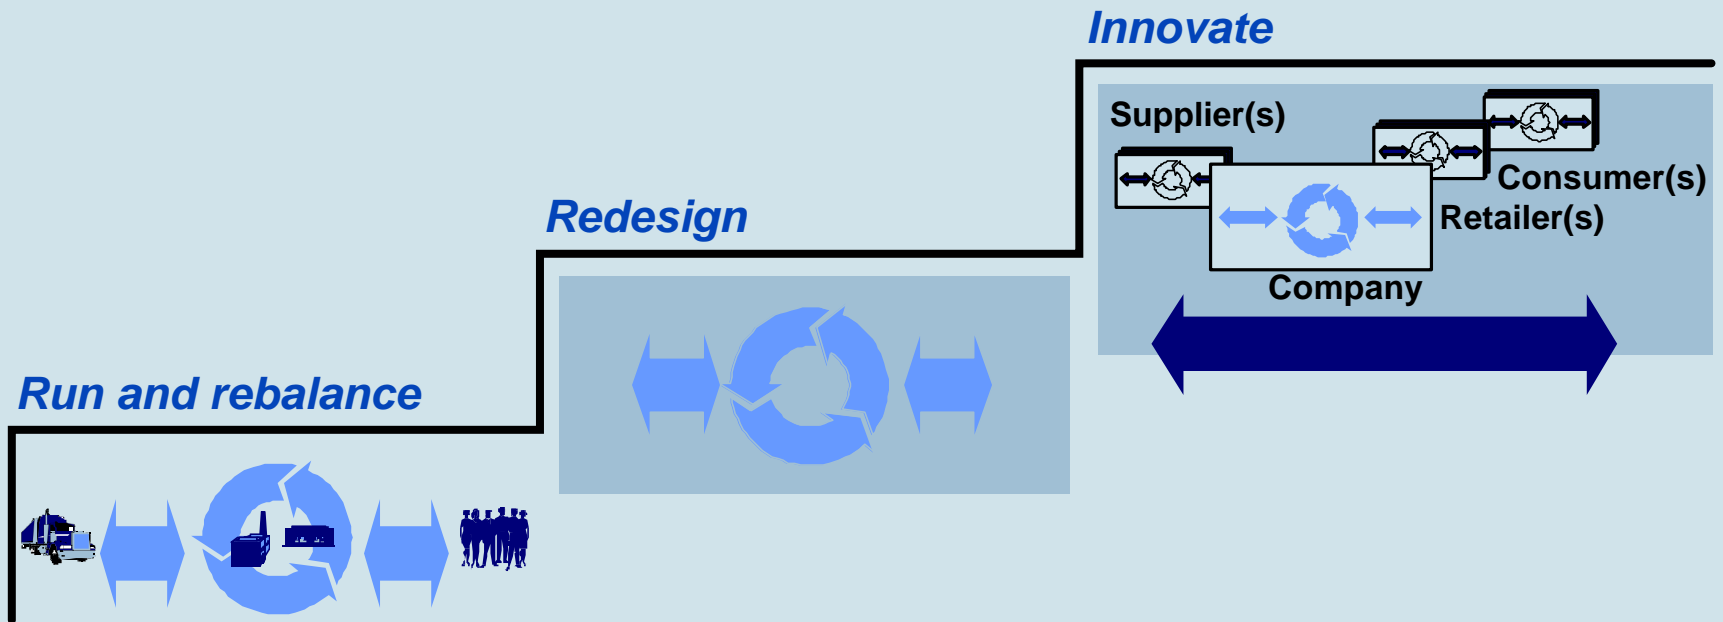 Innovate
Supplier(s)
Consumer(s)
Retailer(s)
Company
Redesign
Run and rebalance